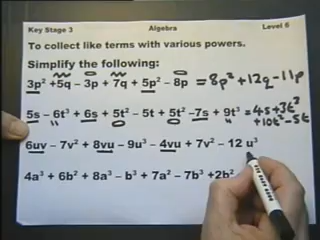 Key Stage 3 Algebra Level 6
To collect like terms with various powers.
Simplify the following:
3p² +5q - 3p + 7q + 5p² - 8p = 8p² + 12q - 11p
5s - 6t³ + 6s + 5t² - 5t + 5t² - 7s + 9t³ = 4s + 3t³
+ 10t² - 5t
6uv - 7v² + 8vu - 9u³ - 4vu + 7v² - 12 u³
4a³ + 6b² + 8a³ - b³ + 7a² - 7b³ +2b²